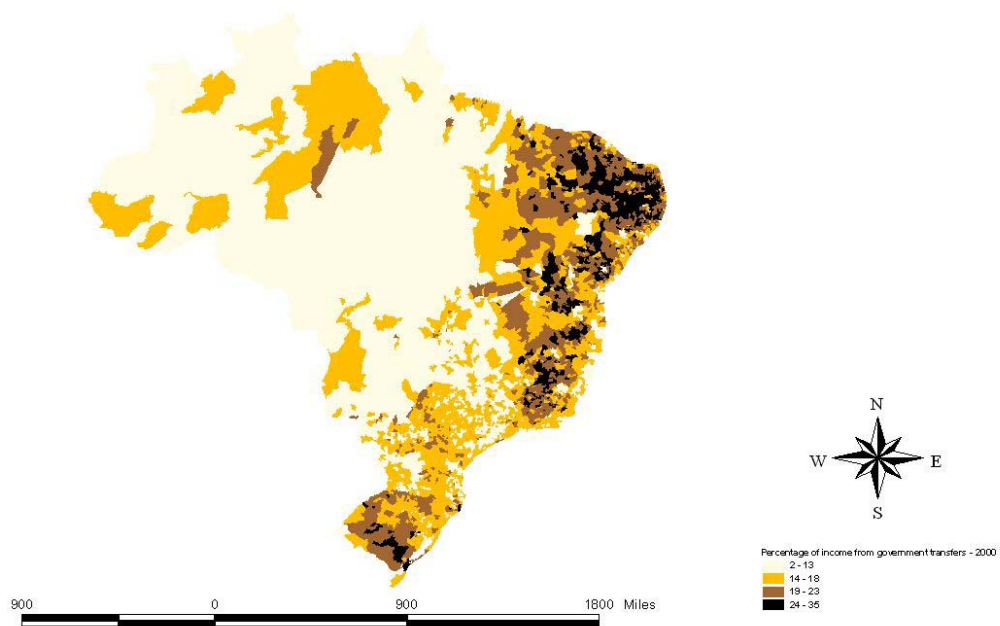 N
W E
S
Percentage of income from government transfers - 2000
2 - 13
14 - 18
19 - 23
24 - 35
900 0 900 1800 Miles